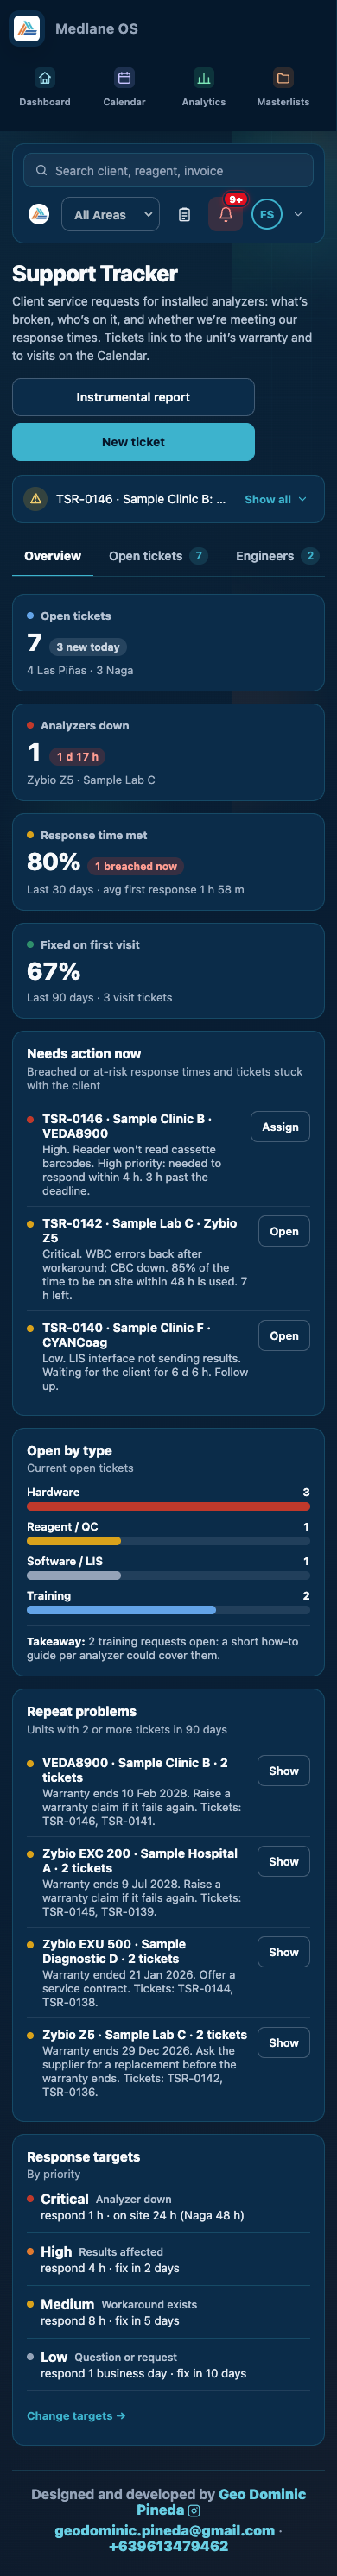 Medlane OS
Dashboard
Calendar
Analytics
Masterlists
Search client, reagent, invoice
All Areas
9+
FS
Support Tracker
Client service requests for installed analyzers: what's
broken, who's on it, and whether we're meeting our
response times. Tickets link to the unit's warranty and
to visits on the Calendar.
Instrumental report
New ticket
TSR-0146 · Sample Clinic B: ...
Show all
Overview
Open tickets 7
Engineers 2
Open tickets
7 3 new today
4 Las Piñas · 3 Naga
Analyzers down
1 1 d 17 h
Zybio Z5 · Sample Lab C
Response time met
80% 1 breached now
Last 30 days · avg first response 1 h 58 m
Fixed on first visit
67%
Last 90 days · 3 visit tickets
Needs action now
Breached or at-risk response times and tickets stuck
with the client
TSR-0146 · Sample Clinic B ·
VEDA8900
High. Reader won't read cassette
barcodes. High priority: needed to
respond within 4 h. 3 h past the
deadline.
Assign
TSR-0142 · Sample Lab C · Zybio
Z5
Critical. WBC errors back after
workaround; CBC down. 85% of the
time to be on site within 48 h is used. 7
h left.
Open
TSR-0140 · Sample Clinic F ·
CYANCoag
Low. LIS interface not sending results.
Waiting for the client for 6 d 6 h. Follow
up.
Open
Open by type
Current open tickets
Hardware 3
Reagent / QC 1
Software / LIS 1
Training 2
Takeaway: 2 training requests open: a short how-to
guide per analyzer could cover them.
Repeat problems
Units with 2 or more tickets in 90 days
VEDA8900 · Sample Clinic B · 2
tickets
Warranty ends 10 Feb 2028. Raise a
warranty claim if it fails again. Tickets:
TSR-0146, TSR-0141.
Show
Zybio EXC 200 · Sample Hospital
A · 2 tickets
Warranty ends 9 Jul 2028. Raise a
warranty claim if it fails again. Tickets:
TSR-0145, TSR-0139.
Show
Zybio EXU 500 · Sample
Diagnostic D · 2 tickets
Warranty ended 21 Jan 2026. Offer a
service contract. Tickets: TSR-0144,
TSR-0138.
Show
Zybio Z5 · Sample Lab C · 2 tickets
Warranty ends 29 Dec 2026. Ask the
supplier for a replacement before the
warranty ends. Tickets: TSR-0142,
TSR-0136.
Show
Response targets
By priority
Critical Analyzer down
respond 1 h · on site 24 h (Naga 48 h)
High Results affected
respond 4 h · fix in 2 days
Medium Workaround exists
respond 8 h · fix in 5 days
Low Question or request
respond 1 business day · fix in 10 days
Change targets →
Designed and developed by Geo Dominic
Pineda
geodominic.pineda@gmail.com ·
+639613479462